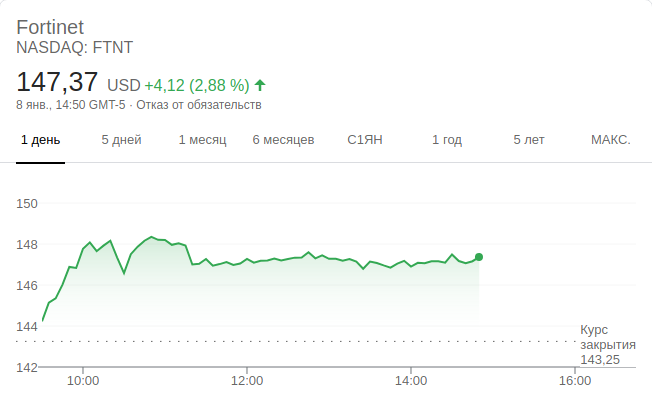 Fortinet
NASDAQ: FTNT
147,37 USD +4,12 (2,88 %)
8 янв., 14:50 GMT-5 · Отказ от обязательств
1 день 5 дней 1 месяц 6 месяцев С1ЯН 1 год 5 лет МАКС.
150
148
146
144
Курс
закрытия
143,25
142
10:00 12:00 14:00 16:00